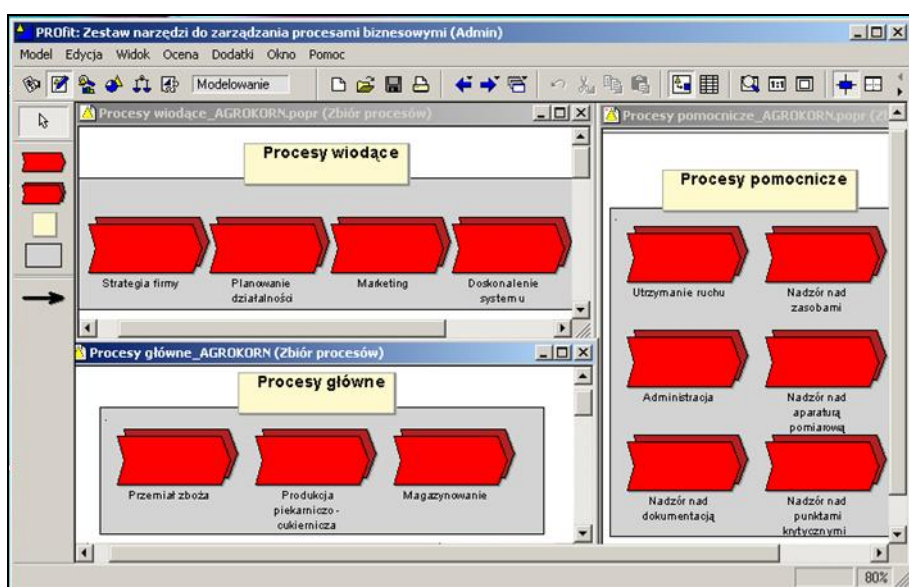 PROfit: Zestaw narzędzi do zarządzania procesami biznesowymi (Admin)
Model Edycja Widok Ocena Dodatki Okno Pomoc
Modelowanie
1:1
Procesy wiodące_AGROKORN.popr (Zbiór procesów)
Procesy wiodące
Strategia firmy
Planowanie
działalności
Marketing
Doskonalenie
systemu
Procesy główne_AGROKORN (Zbiór procesów)
Procesy główne
Przemiał zboża
Produkcja
piekarniczo-
cukiernicza
Magazynowanie
Procesy pomocnicze_AGROKORN.popr (Zl
Procesy pomocnicze
Utrzymanie ruchu
Nadzór nad
zasobami
Administracja
Nadzór nad
aparaturą
pomiarową
Nadzór nad
dokumentacją
Nadzór nad
punktami
krytycznymi
80%